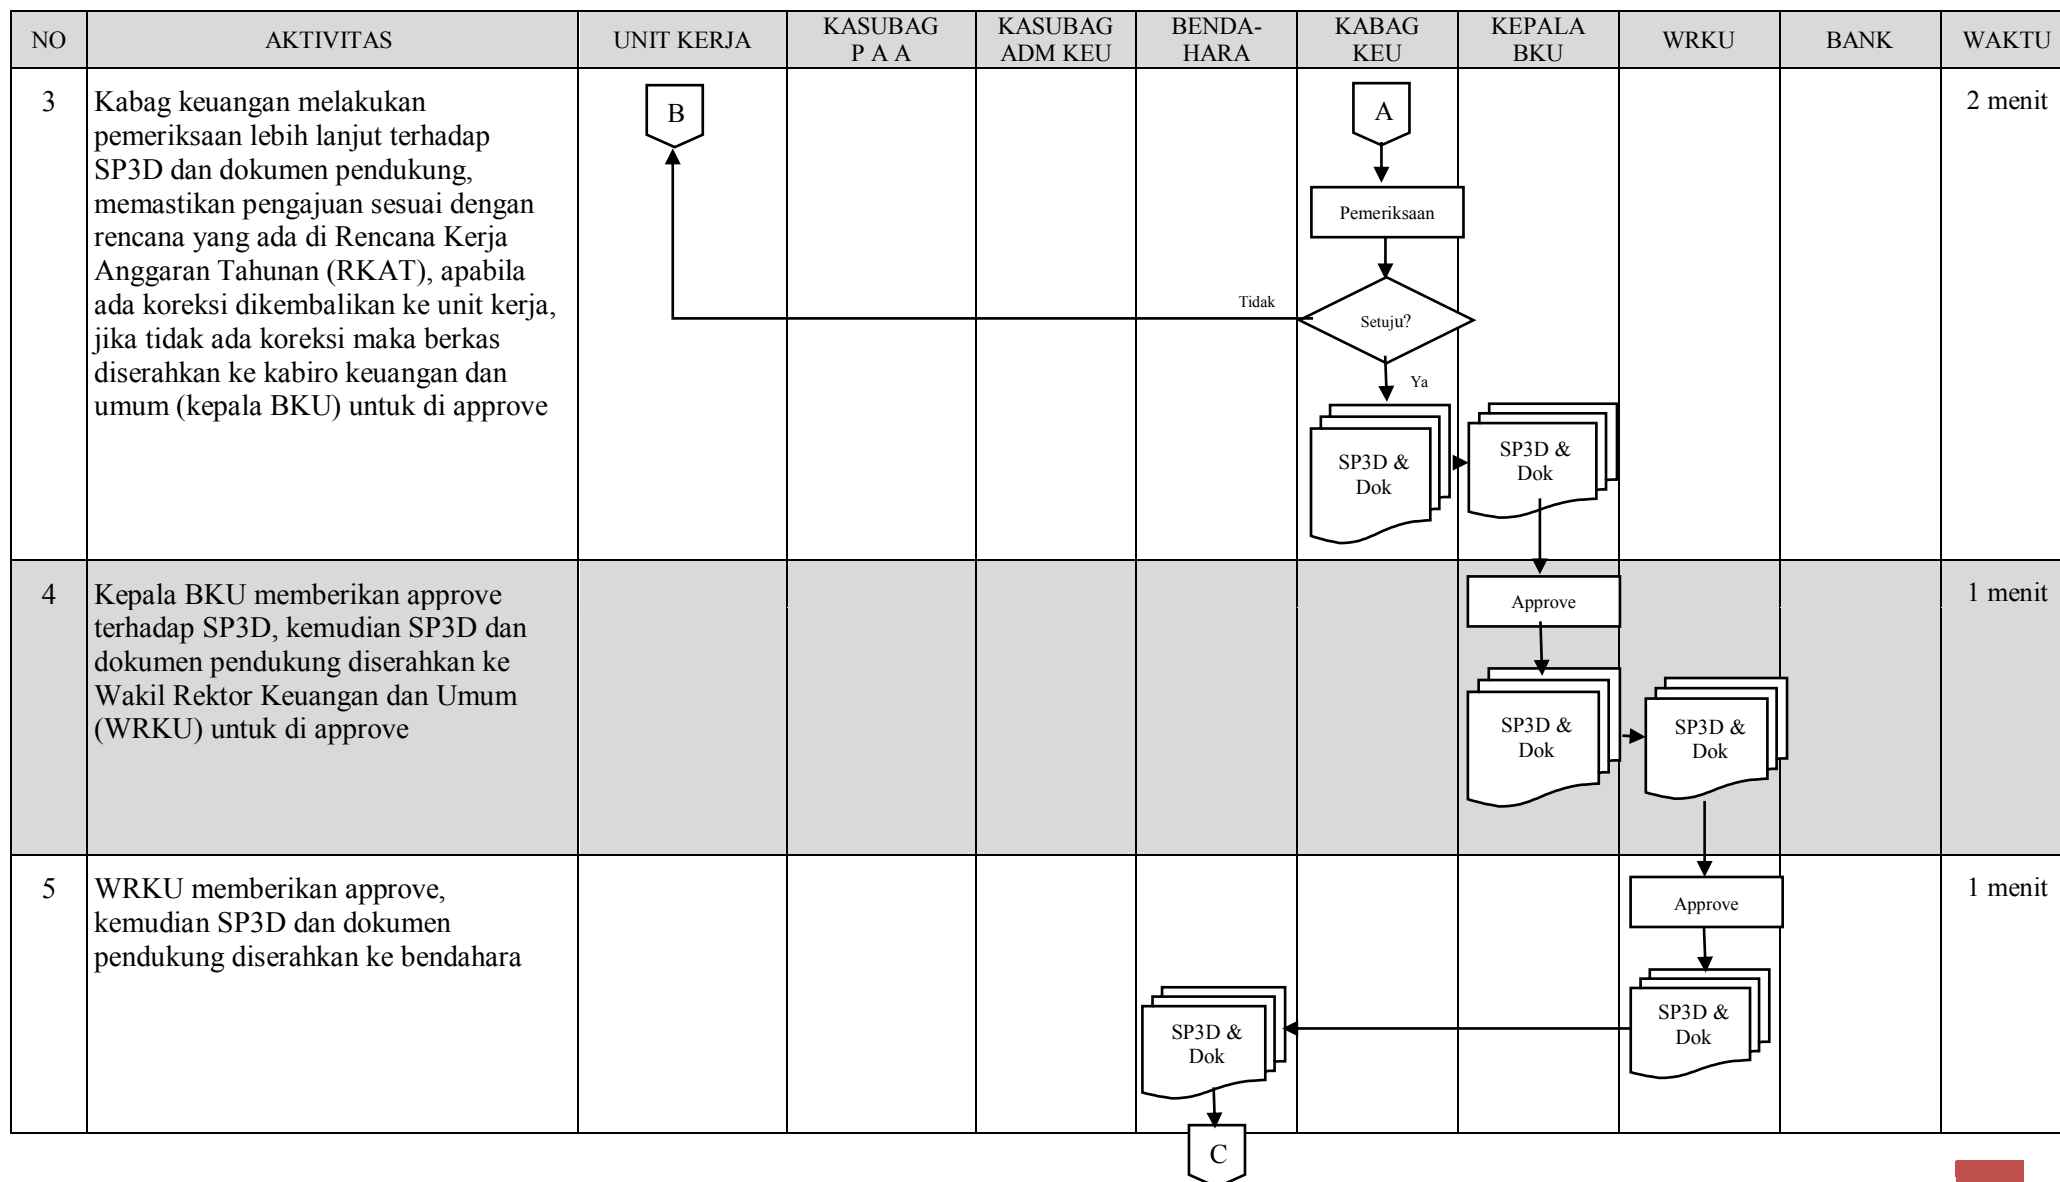 NO
AKTIVITAS
UNIT KERJA
KASUBAG
P A A
KASUBAG
ADM KEU
BENDA-
HARA
KABAG
KEU
KEPALA
BKU
WRKU
BANK
WAKTU
3
Kabag keuangan melakukan
pemeriksaan lebih lanjut terhadap
SP3D dan dokumen pendukung,
memastikan pengajuan sesuai dengan
rencana yang ada di Rencana Kerja
Anggaran Tahunan (RKAT), apabila
ada koreksi dikembalikan ke unit kerja,
jika tidak ada koreksi maka berkas
diserahkan ke kabiro keuangan dan
umum (kepala BKU) untuk di approve
B
A
Pemeriksaan
Tidak
Setuju?
Ya
SP3D &
Dok
SP3D &
Dok
2 menit
4
Kepala BKU memberikan approve
terhadap SP3D, kemudian SP3D dan
dokumen pendukung diserahkan ke
Wakil Rektor Keuangan dan Umum
(WRKU) untuk di approve
Approve
SP3D &
Dok
SP3D &
Dok
1 menit
5
WRKU memberikan approve,
kemudian SP3D dan dokumen
pendukung diserahkan ke bendahara
Approve
SP3D &
Dok
SP3D &
Dok
1 menit
C